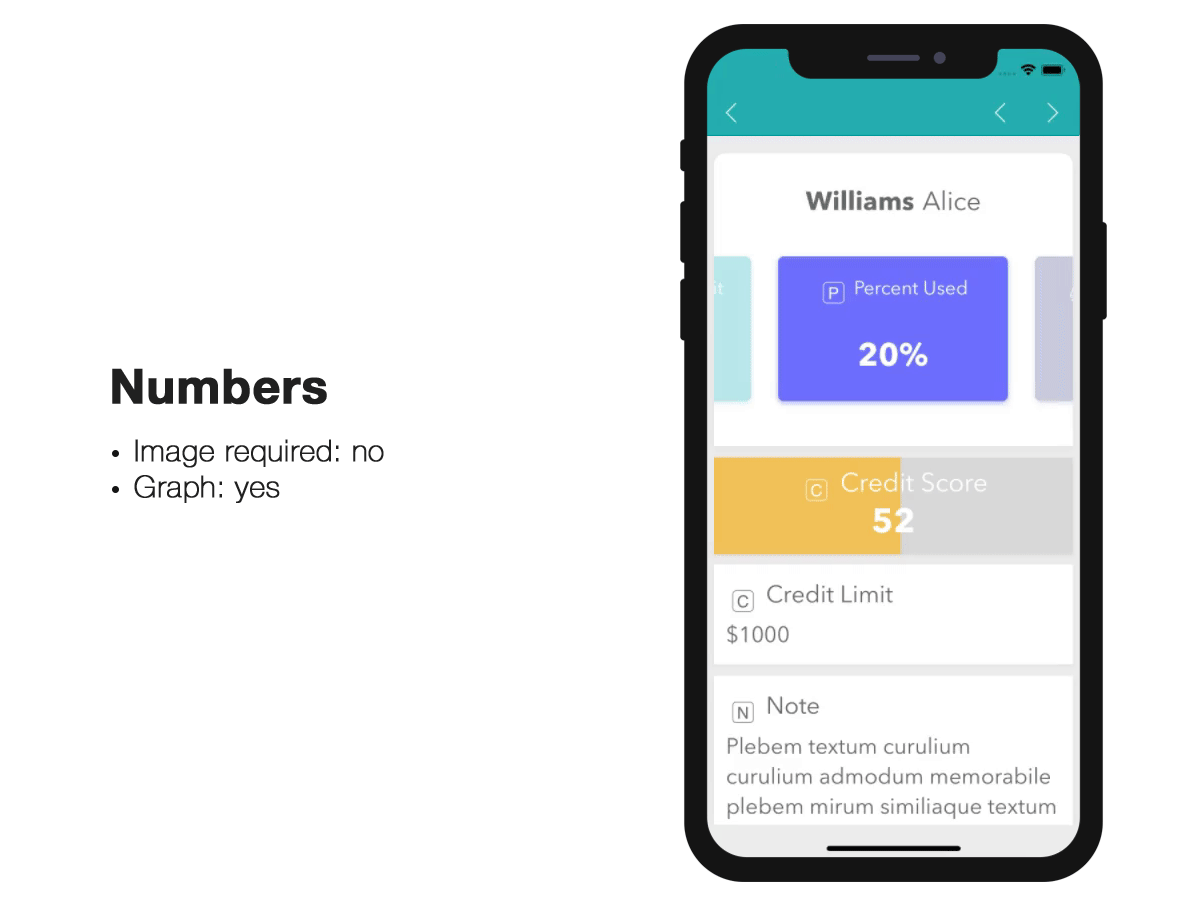 Numbers
• Image required: no
• Graph: yes
Williams Alice
P Percent Used
20%
C Credit Score
52
C Credit Limit
$1000
N Note
Plebem textum curulium
curulium admodum memorabile
plebem mirum similiaque textum